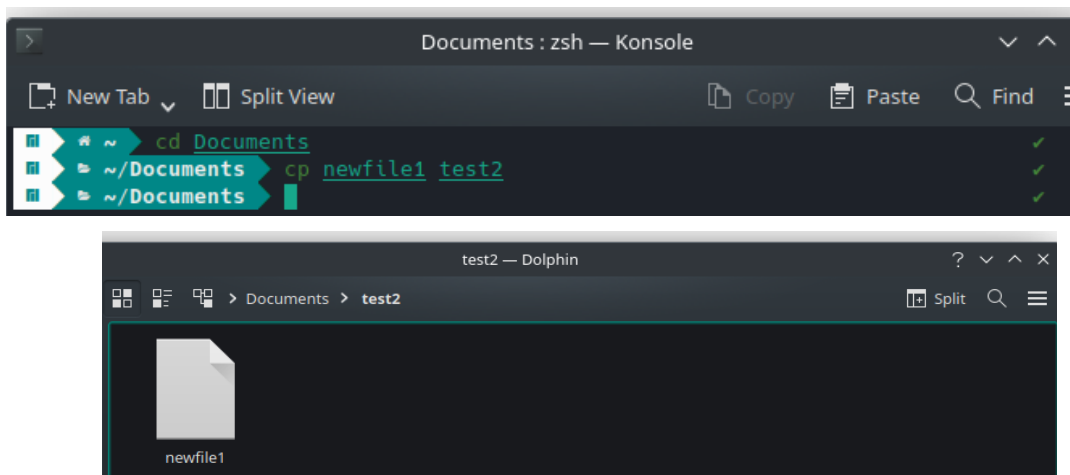 Documents : zsh — Konsole
New Tab Split View Copy Paste Find
~ cd Documents
~/Documents cp newfile1 test2
~/Documents
test2 — Dolphin
> Documents > test2 Split
newfile1